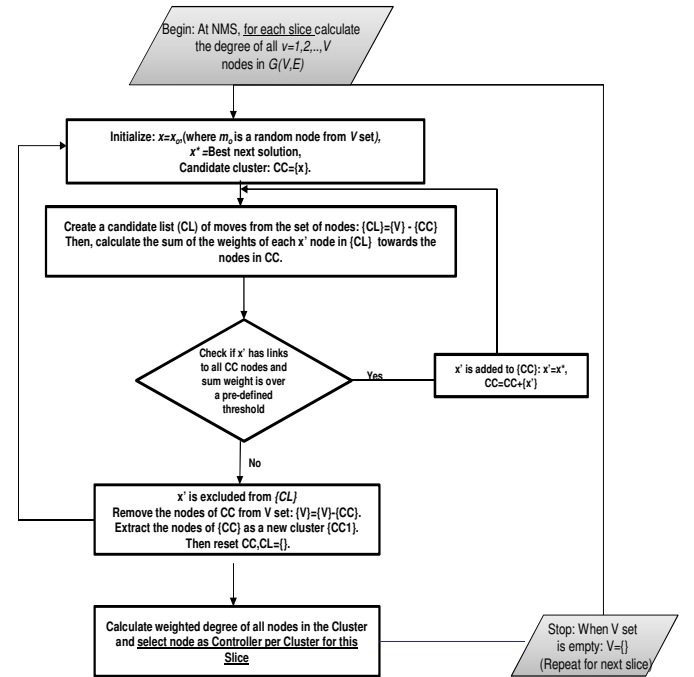 Begin: At NMS, for each slice calculate
the degree of all v=1,2,..,V
nodes in G(V,E)
Initialize: x=xo,(where mo is a random node from V set),
x* =Best next solution,
Candidate cluster: CC={x}.
Create a candidate list (CL) of moves from the set of nodes: {CL}={V} - {CC}
Then, calculate the sum of the weights of each x' node in {CL} towards the
nodes in CC.
Check if x' has links
to all CC nodes and
sum weight is over
a pre-defined
threshold
Yes
x' is added to {CC}: x'=x*,
CC=CC+{x'}
No
x' is excluded from {CL}
Remove the nodes of CC from V set: {V}={V}-{CC}.
Extract the nodes of {CC} as a new cluster {CC1}.
Then reset CC,CL={}.
Calculate weighted degree of all nodes in the Cluster
and select node as Controller per Cluster for this
Slice
Stop: When V set
is empty: V={}
(Repeat for next slice)